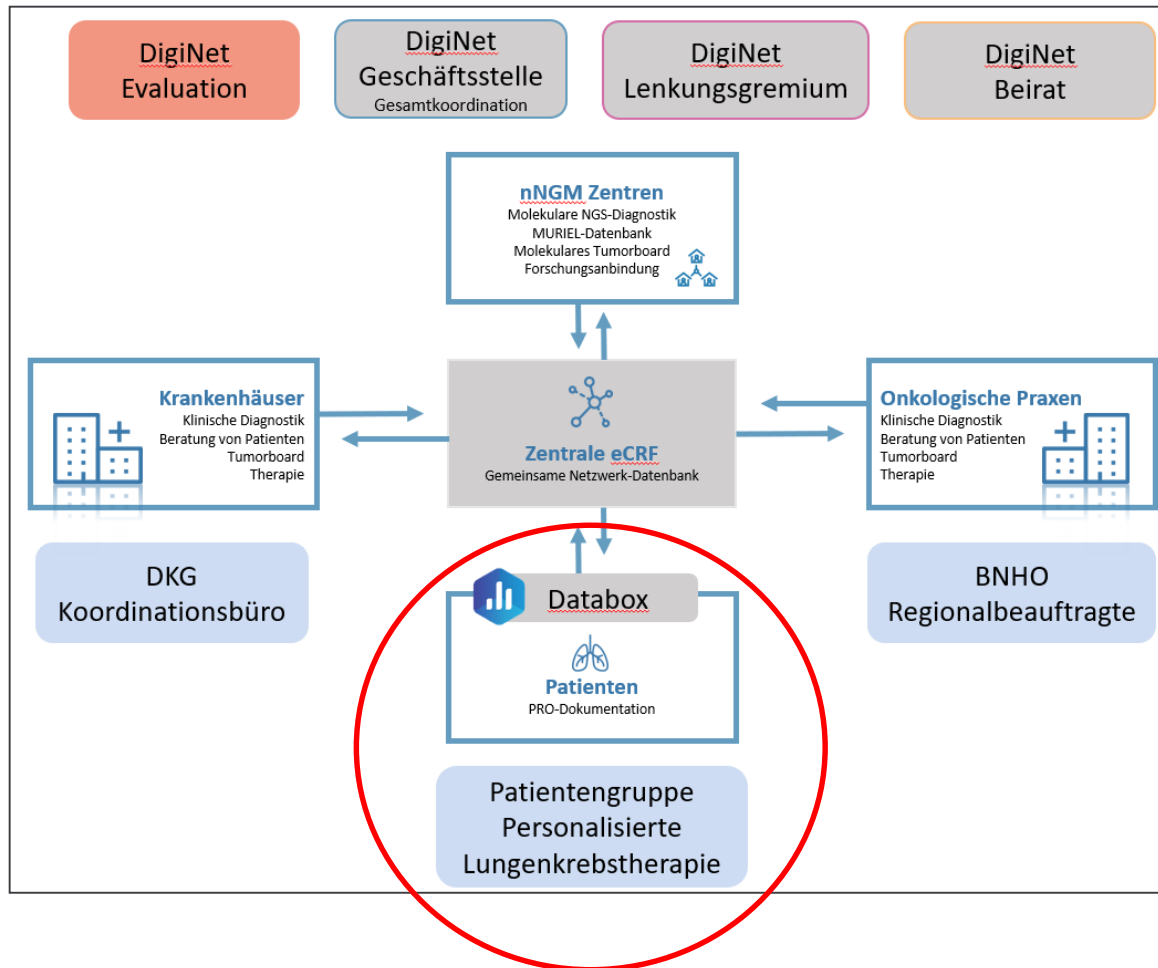 DigiNet
Evaluation
DigiNet
Geschäftsstelle
Gesamtkoordination
DigiNet
Lenkungsgremium
DigiNet
Beirat
nNGM Zentren
Molekulare NGS-Diagnostik
MURIEL-Datenbank
Molekulares Tumorboard
Forschungsanbindung
Krankenhäuser
Klinische Diagnostik
Beratung von Patienten
Tumorboard
Therapie
Zentrale eCRF
Gemeinsame Netzwerk-Datenbank
Onkologische Praxen
Klinische Diagnostik
Beratung von Patienten
Tumorboard
Therapie
DKG
Koordinationsbüro
Databox
Patienten
PRO-Dokumentation
BNHO
Regionalbeauftragte
Patientengruppe
Personalisierte
Lungenkrebstherapie